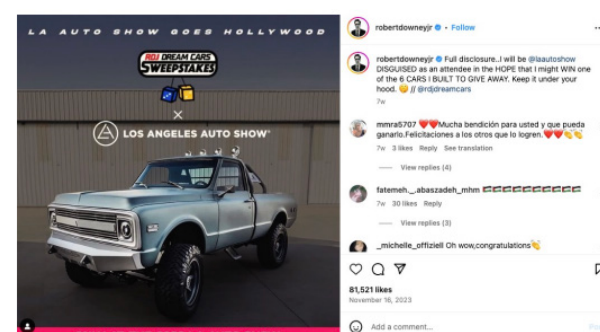 LA AUTO SHOW GOES HOLLYWOOD
RDJ DREAM CARS
SWEEPSTAKES
X
LOS ANGELES AUTO SHOW
robertdowneyjr • Follow
robertdowneyjr Full disclosure..I will be @laautoshow
DISGUISED as an attendee in the HOPE that I might WIN one
of the 6 CARS I BUILT TO GIVE AWAY. Keep it under your
hood. 😉 // @rdjdreamcars
7w
mmra5707 ❤️❤️Mucha bendición para usted y que pueda
ganarlo.Felicitaciones a los otros que lo logren.❤️❤️👏👏
7w 3 likes Reply See translation
View replies (4)
fatemeh._.abaszadeh_mhm
7w 30 likes Reply
View replies (3)
_michelle_offiziell Oh wow,congratulations👏
81,521 likes
November 16, 2023
Add a comment...